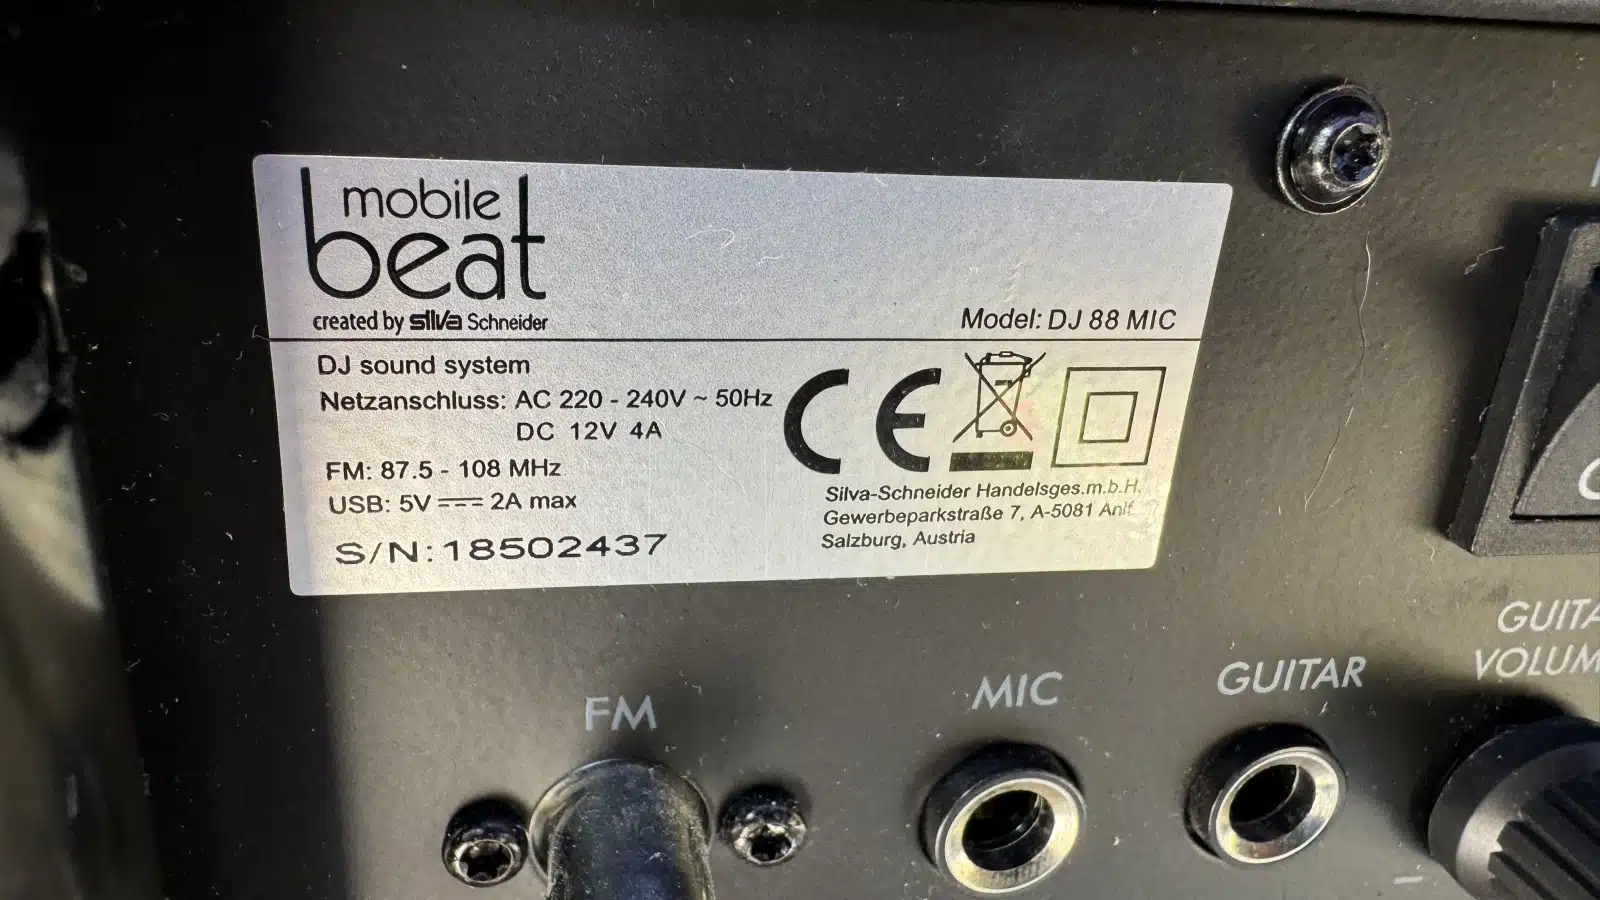 mobile
beat
created by silva Schneider
Model: DJ 88 MIC
DJ sound system
Netzanschluss: AC 220 - 240V ~ 50Hz
DC 12V 4A
FM: 87.5 - 108 MHz
USB: 5V ⎓ 2A max
S/N: 18502437
CE
Silva-Schneider Handelsges.m.b.H.
Gewerbeparkstraße 7, A-5081 Anif
Salzburg, Austria
FM
MIC
GUITAR